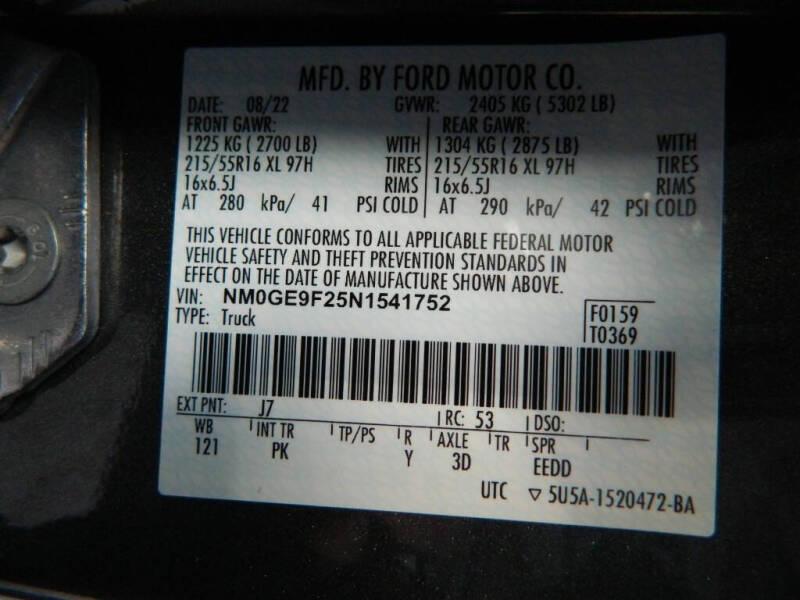 MFD. BY FORD MOTOR CO.
DATE: 08/22 GVWR: 2405 KG ( 5302 LB)
FRONT GAWR: REAR GAWR:
1225 KG ( 2700 LB) WITH 1304 KG ( 2875 LB) WITH
215/55R16 XL 97H TIRES 215/55R16 XL 97H TIRES
16x6.5J RIMS 16x6.5J RIMS
AT 280 kPa/ 41 PSI COLD AT 290 kPa/ 42 PSI COLD
THIS VEHICLE CONFORMS TO ALL APPLICABLE FEDERAL MOTOR
VEHICLE SAFETY AND THEFT PREVENTION STANDARDS IN
EFFECT ON THE DATE OF MANUFACTURE SHOWN ABOVE.
VIN: NM0GE9F25N1541752 F0159
TYPE: Truck T0369
EXT PNT: J7 RC: 53 DSO:
WB INT TR TP/PS R AXLE TR SPR
121 PK Y 3D EEDD
UTC ▽ 5U5A-1520472-BA